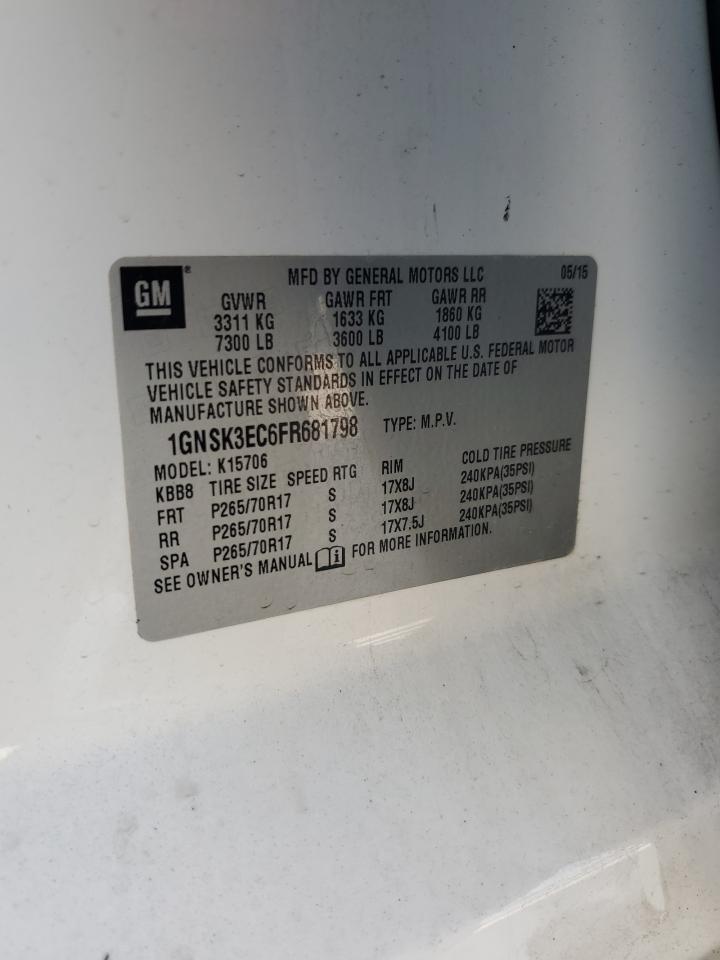 GM®
MFD BY GENERAL MOTORS LLC 05/15
GVWR GAWR FRT GAWR RR
3311 KG 1633 KG 1860 KG
7300 LB 3600 LB 4100 LB
THIS VEHICLE CONFORMS TO ALL APPLICABLE U.S. FEDERAL MOTOR
VEHICLE SAFETY STANDARDS IN EFFECT ON THE DATE OF
MANUFACTURE SHOWN ABOVE.
1GNSK3EC6FR681798 TYPE: M.P.V.
MODEL: K15706
KBB8 TIRE SIZE SPEED RTG RIM COLD TIRE PRESSURE
FRT P265/70R17 S 17X8J 240KPA(35PSI)
RR P265/70R17 S 17X8J 240KPA(35PSI)
SPA P265/70R17 S 17X7.5J 240KPA(35PSI)
SEE OWNER'S MANUAL i FOR MORE INFORMATION.